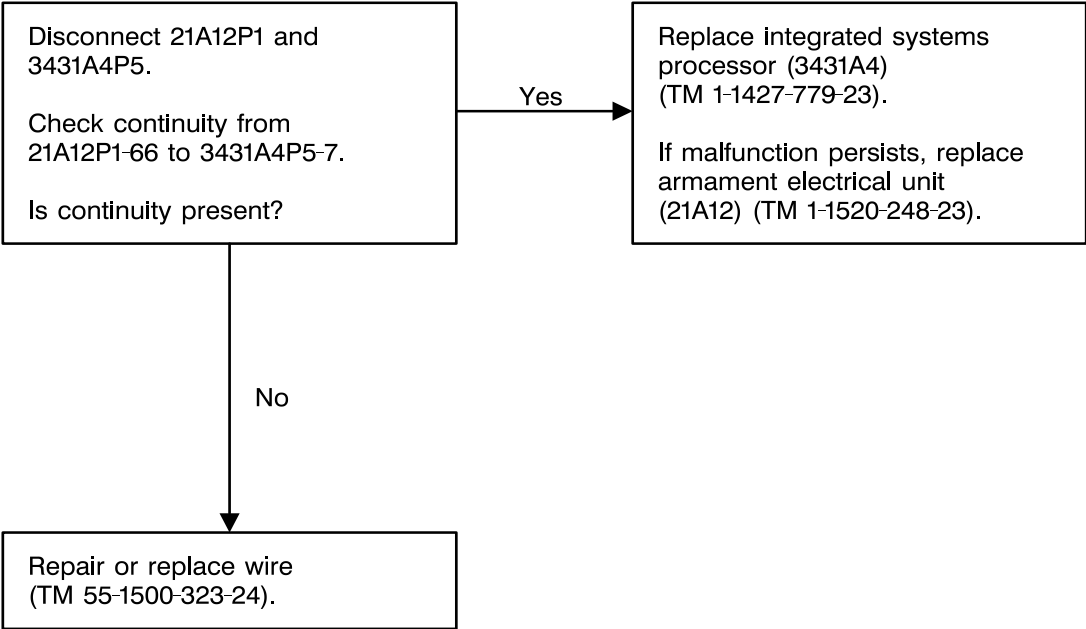 Disconnect 21A12P1 and
3431A4P5.
Check continuity from
21A12P1-66 to 3431A4P5-7.
Is continuity present?
Yes
Replace integrated systems
processor (3431A4)
(TM 1-1427-779-23).
If malfunction persists, replace
armament electrical unit
(21A12) (TM 1-1520-248-23).
No
Repair or replace wire
(TM 55-1500-323-24).